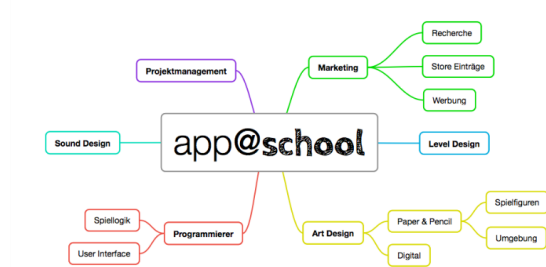 Recherche
Projektmanagement
Marketing
Store Einträge
Werbung
Sound Design
app@school
Level Design
Spiellogik
Programmierer
User Interface
Art Design
Paper & Pencil
Spielfiguren
Umgebung
Digital